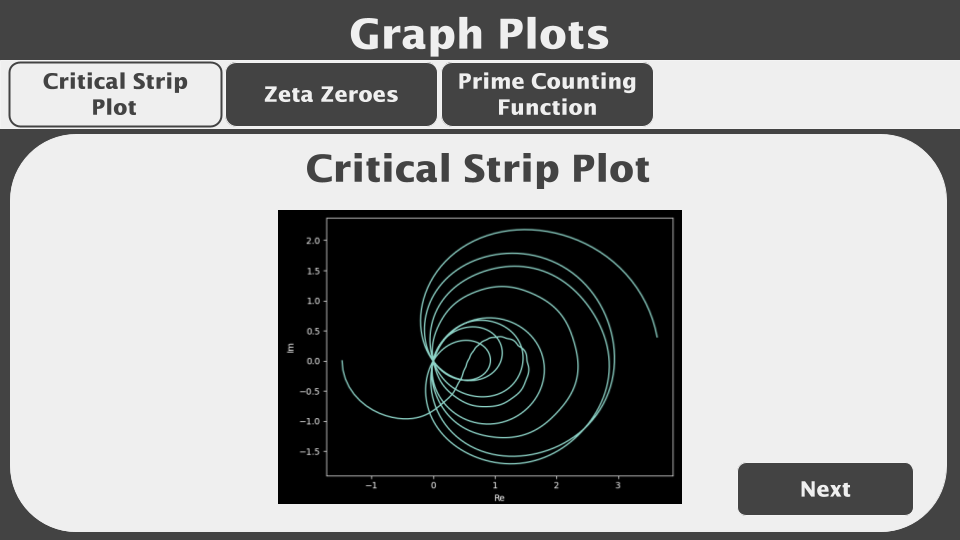 Graph Plots
Critical Strip
Plot
Zeta Zeroes
Prime Counting
Function
Critical Strip Plot
2.0
1.5
1.0
0.5
0.0
−0.5
−1.0
−1.5
Im
−1 0 1 2 3
Re
Next